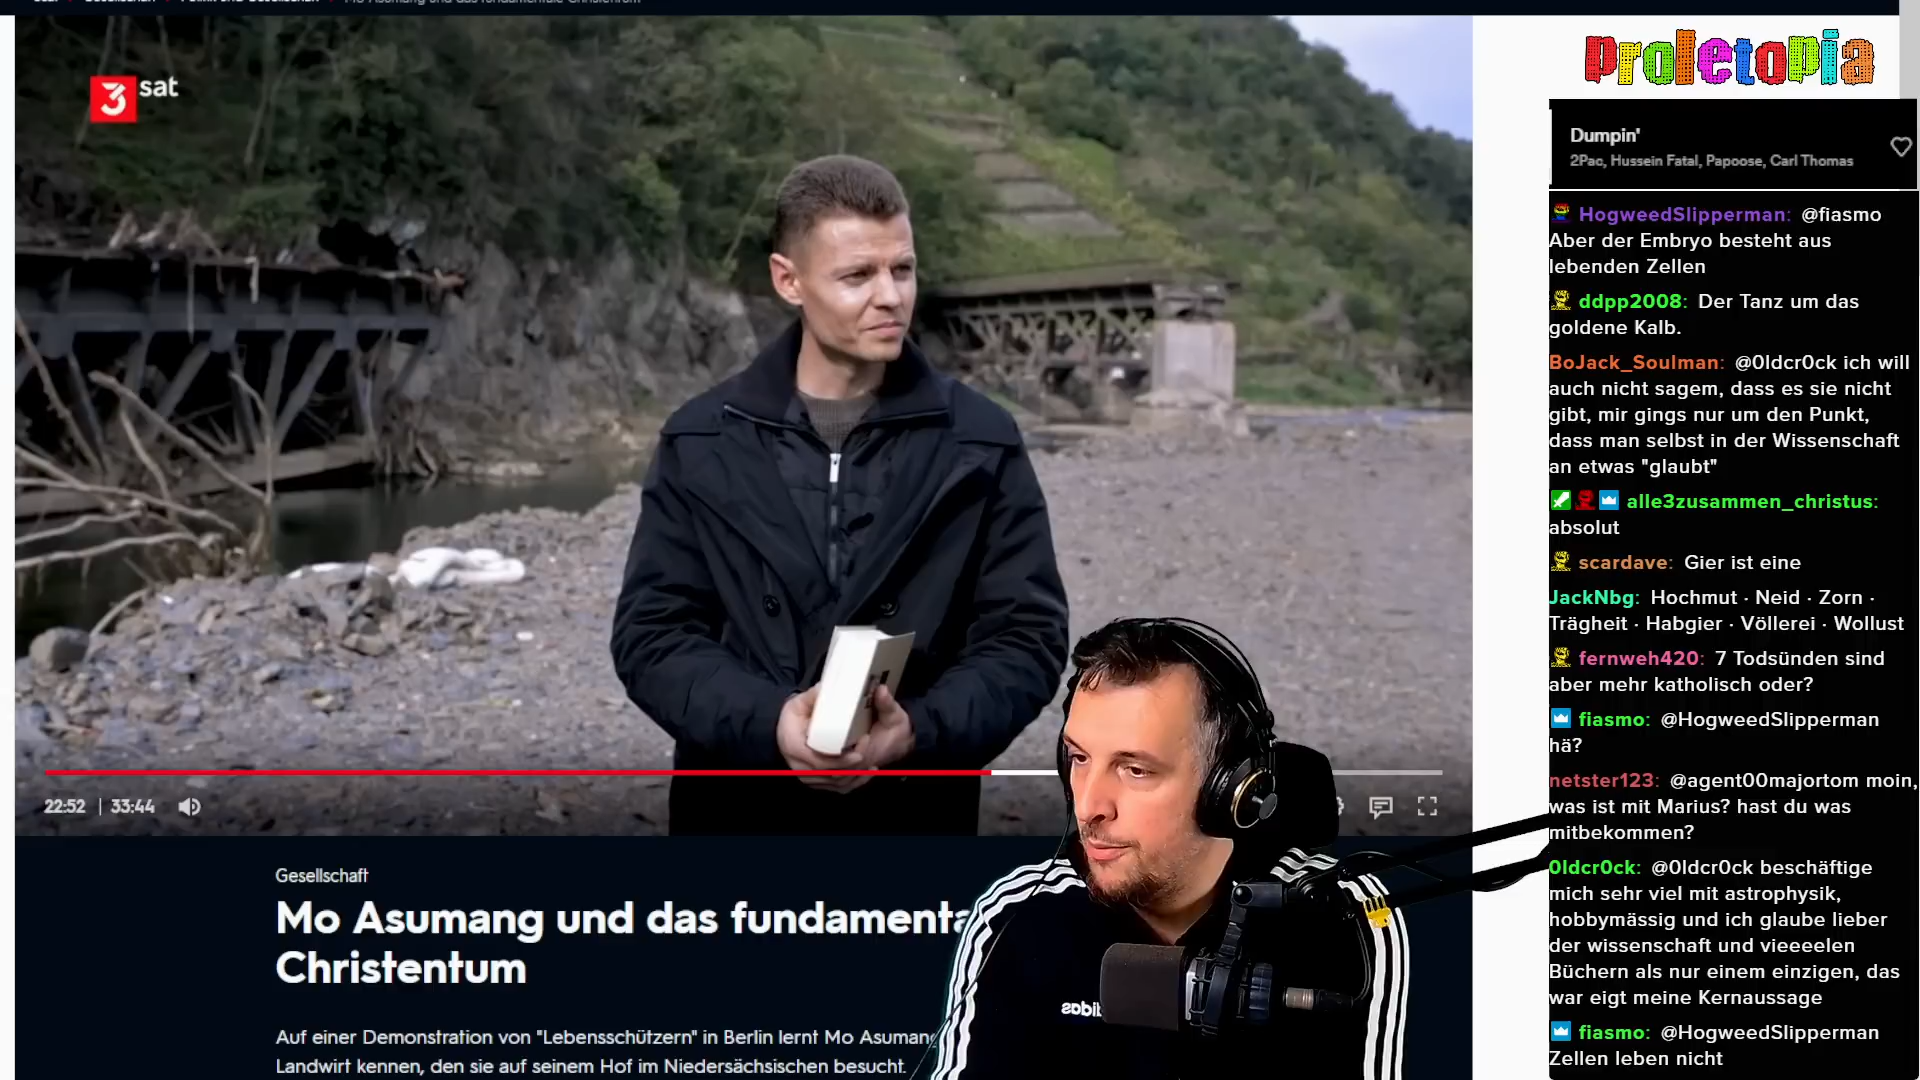 Mo Asumang und das fundamentale Christentum
3sat
Proletopia
Dumpin'
2Pac, Hussein Fatal, Papoose, Carl Thomas
HogweedSlipperman: @fiasmo
Aber der Embryo besteht aus
lebenden Zellen
ddpp2008: Der Tanz um das
goldene Kalb.
BoJack_Soulman: @0ldcr0ck ich will
auch nicht sagem, dass es sie nicht
gibt, mir gings nur um den Punkt,
dass man selbst in der Wissenschaft
an etwas "glaubt"
alle3zusammen_christus:
absolut
scardave: Gier ist eine
JackNbg: Hochmut · Neid · Zorn ·
Trägheit · Habgier · Völlerei · Wollust
fernweh420: 7 Todsünden sind
aber mehr katholisch oder?
fiasmo: @HogweedSlipperman
hä?
netster123: @agent00majortom moin,
was ist mit Marius? hast du was
mitbekommen?
0ldcr0ck: @0ldcr0ck beschäftige
mich sehr viel mit astrophysik,
hobbymässig und ich glaube lieber
der wissenschaft und vieeeelen
Büchern als nur einem einzigen, das
war eigt meine Kernaussage
fiasmo: @HogweedSlipperman
Zellen leben nicht
22:52 | 33:44
Gesellschaft
Mo Asumang und das fundamenta
Christentum
Auf einer Demonstration von "Lebensschützern" in Berlin lernt Mo Asumang
Landwirt kennen, den sie auf seinem Hof im Niedersächsischen besucht.